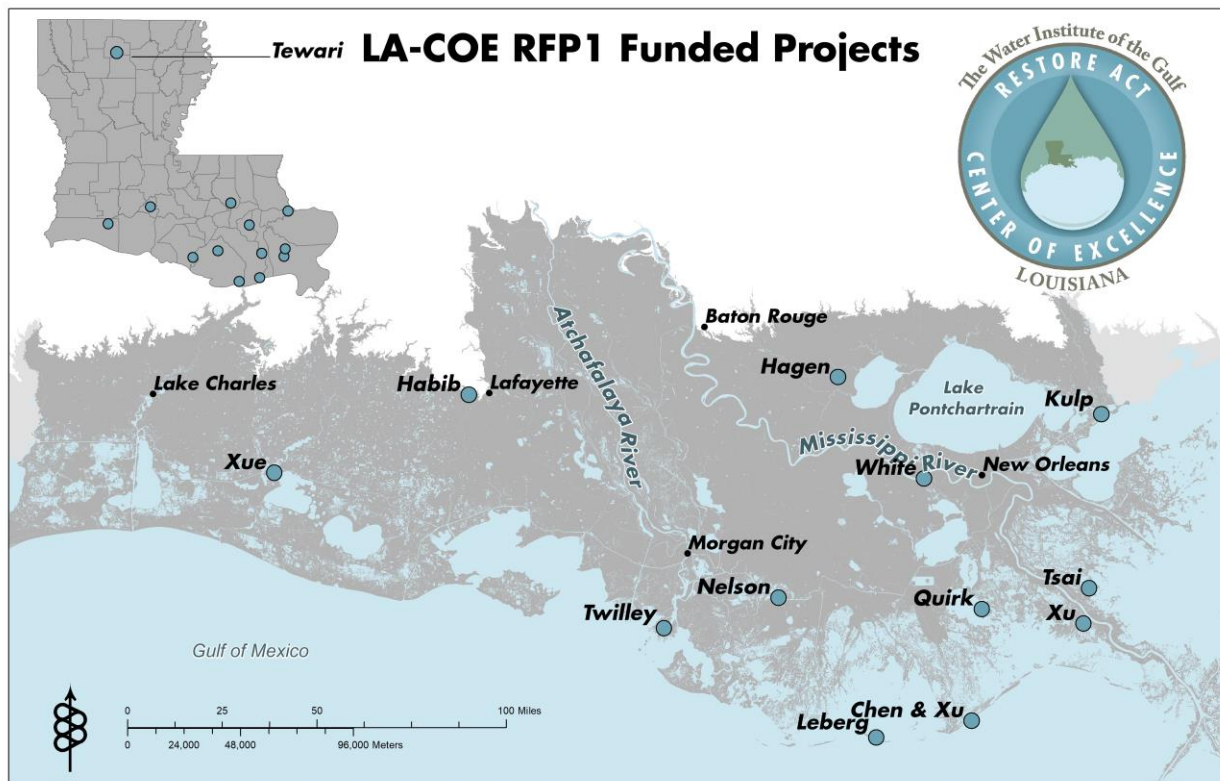 Tewari
LA-COE RFP1 Funded Projects
The Water Institute of the Gulf
RESTORE ACT
CENTER OF EXCELLENCE
LOUISIANA
Baton Rouge
Atchafalaya River
Hagen
Lake Charles
Habib
Lafayette
Lake
Pontchartrain
Kulp
Mississippi River
Xue
White
New Orleans
Morgan City
Nelson
Tsai
Quirk
Twilley
Xu
Gulf of Mexico
Chen & Xu
Leberg
0 25 50 100 Miles
0 24,000 48,000 96,000 Meters